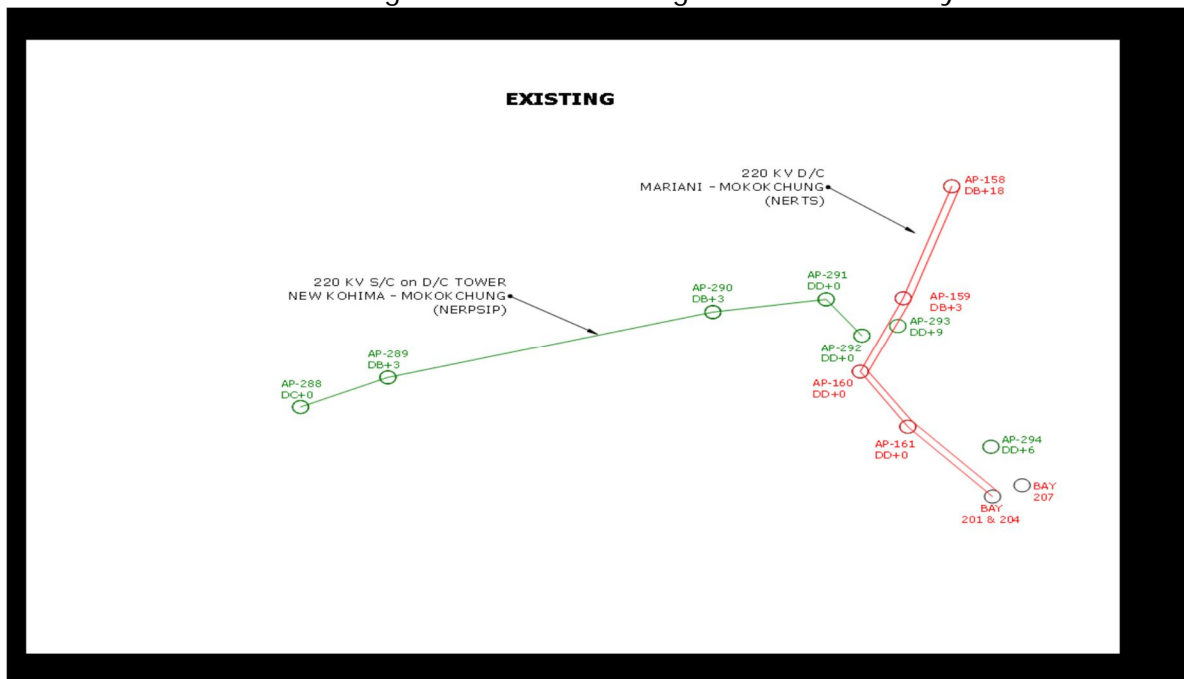 EXISTING
220 KV D/C
MARIANI - MOKOKCHUNG
(NERTS)
AP-158
DB+18
220 KV S/C on D/C TOWER
NEW KOHIMA - MOKOKCHUNG
(NERPSIP)
AP-291
DD+0
AP-290
DB+3
AP-159
DB+3
AP-293
DD+9
AP-292
DD+0
AP-289
DB+3
AP-288
DC+0
AP-160
DD+0
AP-161
DD+0
AP-294
DD+6
BAY
207
BAY
201 & 204